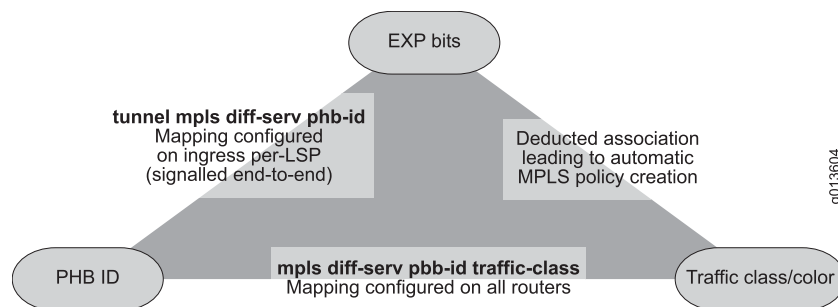 EXP bits
tunnel mpls diff-serv phb-id
Mapping configured
on ingress per-LSP
(signalled end-to-end)
Deducted association
leading to automatic
MPLS policy creation
g013604
PHB ID
mpls diff-serv pbb-id traffic-class
Mapping configured on all routers
Traffic class/color